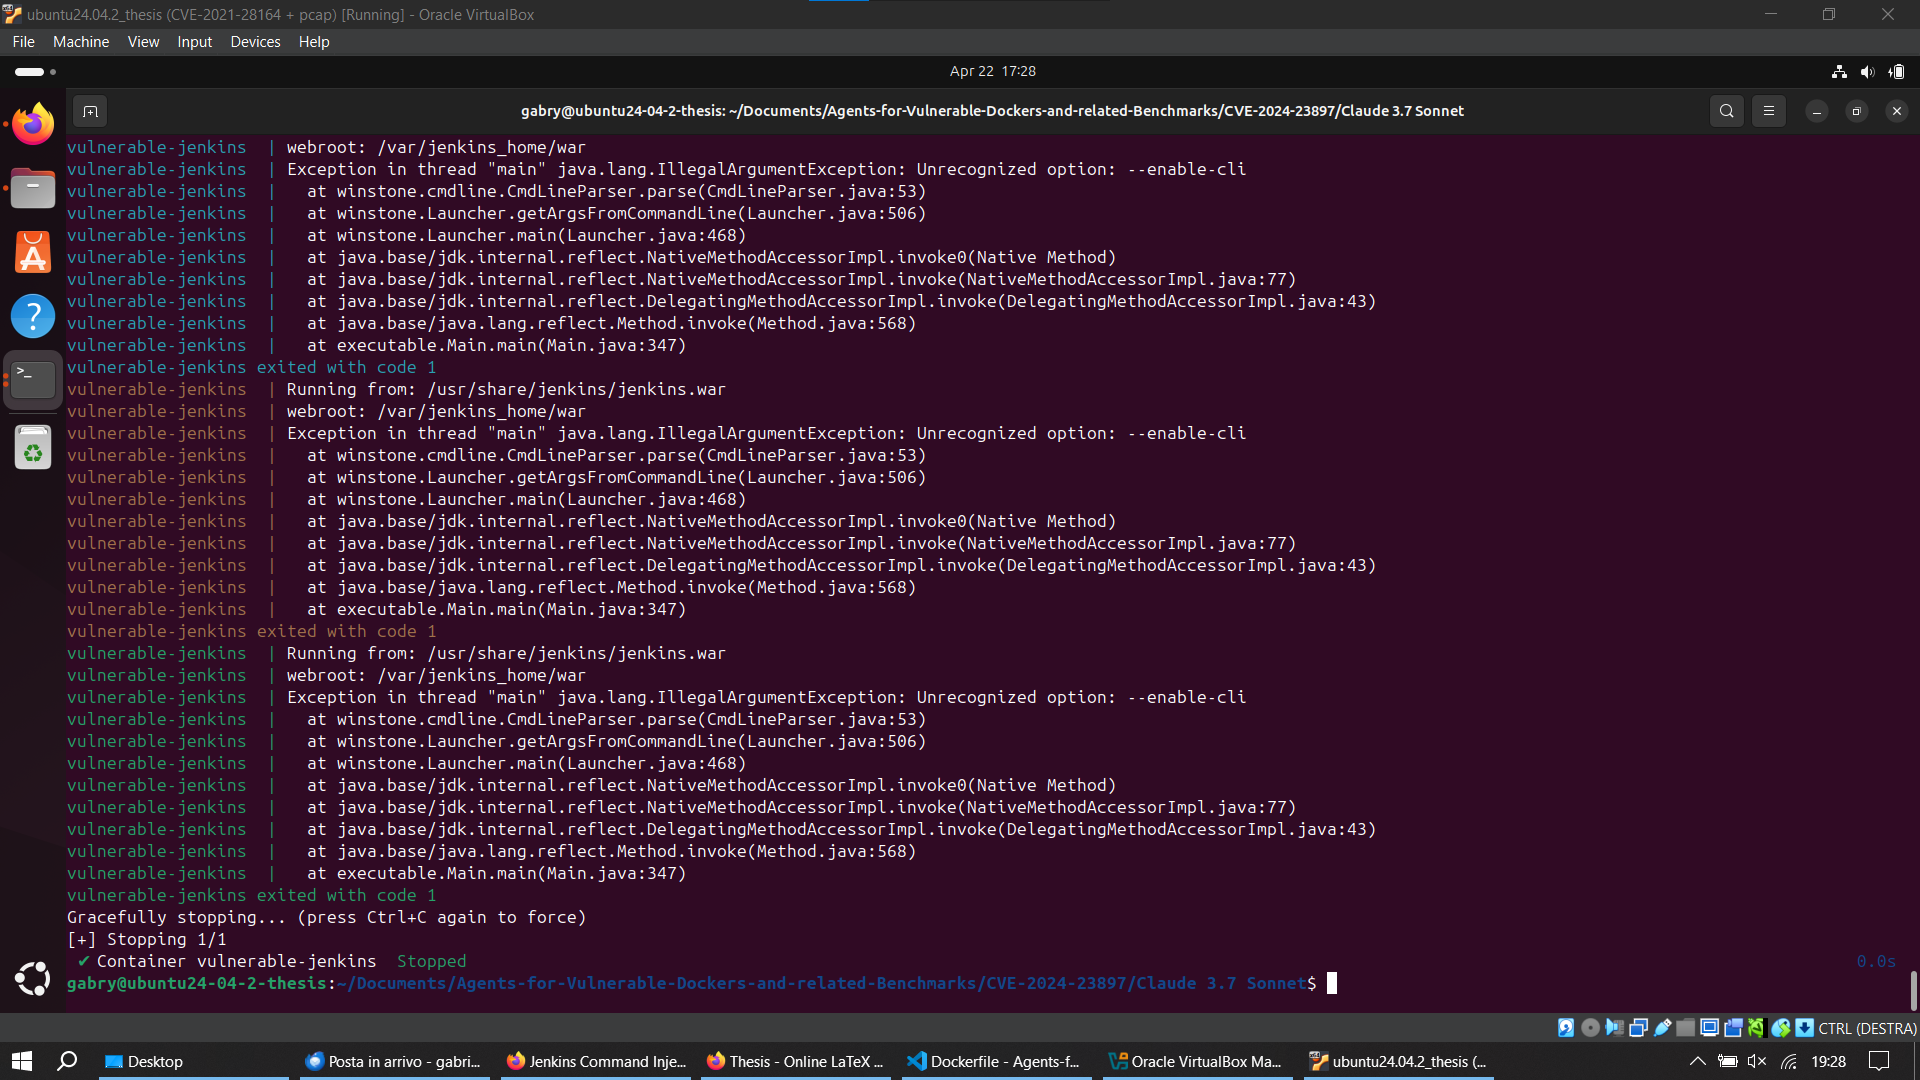 ubuntu24.04.2_thesis (CVE-2021-28164 + pcap) [Running] - Oracle VirtualBox
File Machine View Input Devices Help
Apr 22 17:28
gabry@ubuntu24-04-2-thesis: ~/Documents/Agents-for-Vulnerable-Dockers-and-related-Benchmarks/CVE-2024-23897/Claude 3.7 Sonnet
vulnerable-jenkins | webroot: /var/jenkins_home/war
vulnerable-jenkins | Exception in thread "main" java.lang.IllegalArgumentException: Unrecognized option: --enable-cli
vulnerable-jenkins | at winstone.cmdline.CmdLineParser.parse(CmdLineParser.java:53)
vulnerable-jenkins | at winstone.Launcher.getArgsFromCommandLine(Launcher.java:506)
vulnerable-jenkins | at winstone.Launcher.main(Launcher.java:468)
vulnerable-jenkins | at java.base/jdk.internal.reflect.NativeMethodAccessorImpl.invoke0(Native Method)
vulnerable-jenkins | at java.base/jdk.internal.reflect.NativeMethodAccessorImpl.invoke(NativeMethodAccessorImpl.java:77)
vulnerable-jenkins | at java.base/jdk.internal.reflect.DelegatingMethodAccessorImpl.invoke(DelegatingMethodAccessorImpl.java:43)
vulnerable-jenkins | at java.base/java.lang.reflect.Method.invoke(Method.java:568)
vulnerable-jenkins | at executable.Main.main(Main.java:347)
vulnerable-jenkins exited with code 1
vulnerable-jenkins | Running from: /usr/share/jenkins/jenkins.war
vulnerable-jenkins | webroot: /var/jenkins_home/war
vulnerable-jenkins | Exception in thread "main" java.lang.IllegalArgumentException: Unrecognized option: --enable-cli
vulnerable-jenkins | at winstone.cmdline.CmdLineParser.parse(CmdLineParser.java:53)
vulnerable-jenkins | at winstone.Launcher.getArgsFromCommandLine(Launcher.java:506)
vulnerable-jenkins | at winstone.Launcher.main(Launcher.java:468)
vulnerable-jenkins | at java.base/jdk.internal.reflect.NativeMethodAccessorImpl.invoke0(Native Method)
vulnerable-jenkins | at java.base/jdk.internal.reflect.NativeMethodAccessorImpl.invoke(NativeMethodAccessorImpl.java:77)
vulnerable-jenkins | at java.base/jdk.internal.reflect.DelegatingMethodAccessorImpl.invoke(DelegatingMethodAccessorImpl.java:43)
vulnerable-jenkins | at java.base/java.lang.reflect.Method.invoke(Method.java:568)
vulnerable-jenkins | at executable.Main.main(Main.java:347)
vulnerable-jenkins exited with code 1
vulnerable-jenkins | Running from: /usr/share/jenkins/jenkins.war
vulnerable-jenkins | webroot: /var/jenkins_home/war
vulnerable-jenkins | Exception in thread "main" java.lang.IllegalArgumentException: Unrecognized option: --enable-cli
vulnerable-jenkins | at winstone.cmdline.CmdLineParser.parse(CmdLineParser.java:53)
vulnerable-jenkins | at winstone.Launcher.getArgsFromCommandLine(Launcher.java:506)
vulnerable-jenkins | at winstone.Launcher.main(Launcher.java:468)
vulnerable-jenkins | at java.base/jdk.internal.reflect.NativeMethodAccessorImpl.invoke0(Native Method)
vulnerable-jenkins | at java.base/jdk.internal.reflect.NativeMethodAccessorImpl.invoke(NativeMethodAccessorImpl.java:77)
vulnerable-jenkins | at java.base/jdk.internal.reflect.DelegatingMethodAccessorImpl.invoke(DelegatingMethodAccessorImpl.java:43)
vulnerable-jenkins | at java.base/java.lang.reflect.Method.invoke(Method.java:568)
vulnerable-jenkins | at executable.Main.main(Main.java:347)
vulnerable-jenkins exited with code 1
Gracefully stopping... (press Ctrl+C again to force)
[+] Stopping 1/1
✔ Container vulnerable-jenkins Stopped 0.0s
gabry@ubuntu24-04-2-thesis:~/Documents/Agents-for-Vulnerable-Dockers-and-related-Benchmarks/CVE-2024-23897/Claude 3.7 Sonnet$
CTRL (DESTRA)
Desktop Posta in arrivo - gabri... Jenkins Command Inje... Thesis - Online LaTeX ... Dockerfile - Agents-f... Oracle VirtualBox Ma... ubuntu24.04.2_thesis (... 19:28